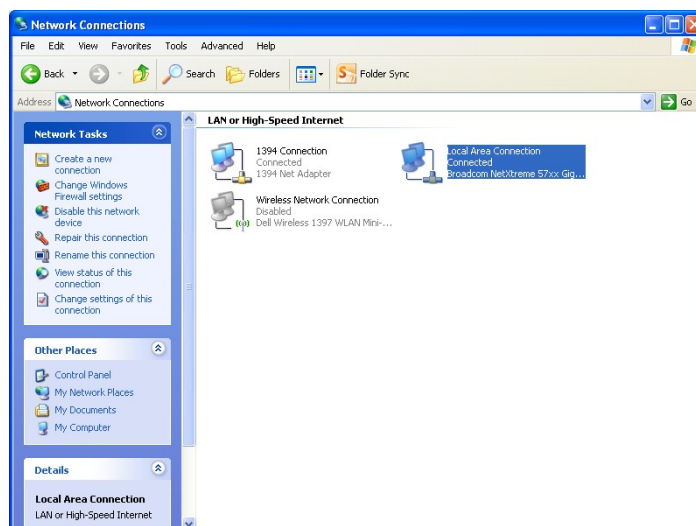 Network Connections
File Edit View Favorites Tools Advanced Help
Back Search Folders Folder Sync
Address Network Connections Go
Network Tasks
Create a new
connection
Change Windows
Firewall settings
Disable this network
device
Repair this connection
Rename this connection
View status of this
connection
Change settings of this
connection
Other Places
Control Panel
My Network Places
My Documents
My Computer
Details
Local Area Connection
LAN or High-Speed Internet
LAN or High-Speed Internet
1394 Connection
Connected
1394 Net Adapter
Local Area Connection
Connected
Broadcom NetXtreme 57xx Gig...
Wireless Network Connection
Disabled
Dell Wireless 1397 WLAN Mini-...